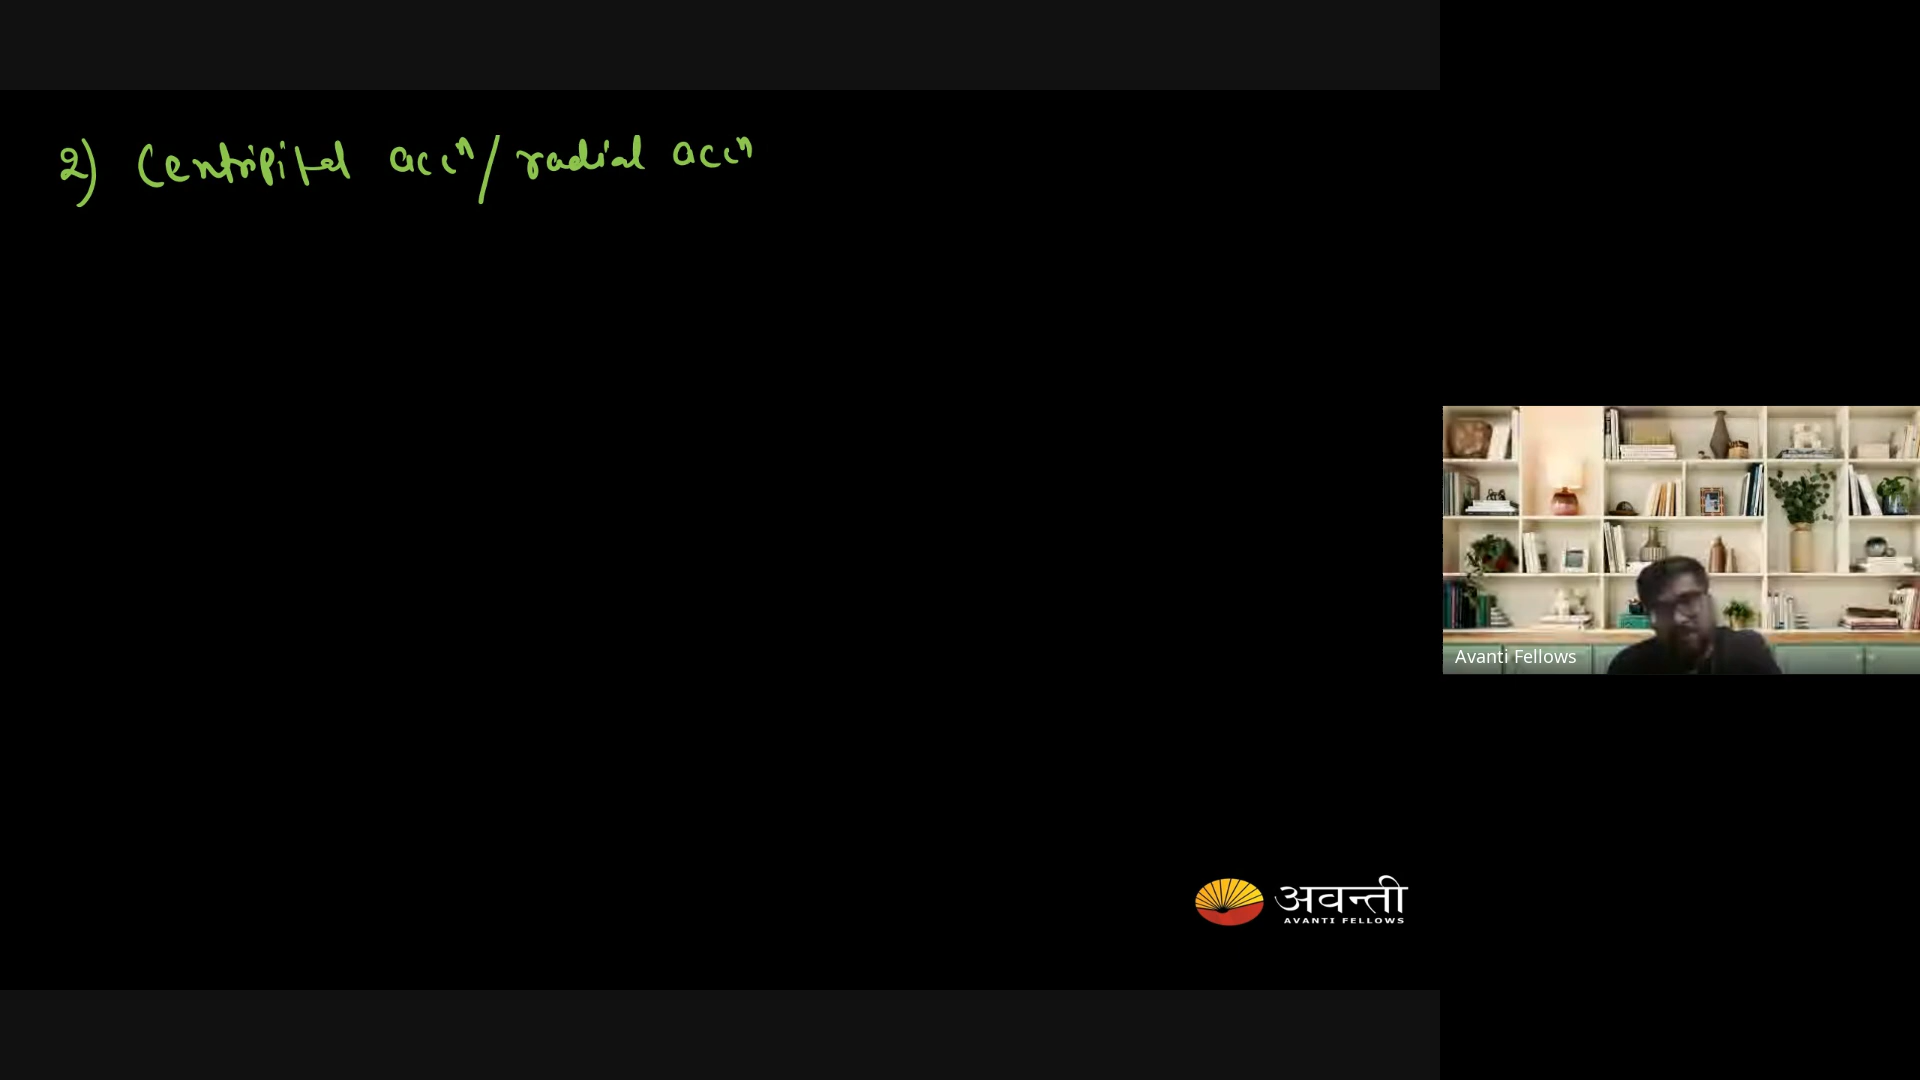 2) Centripital accⁿ/radial accⁿ
Avanti Fellows
अवन्ती
AVANTI FELLOWS